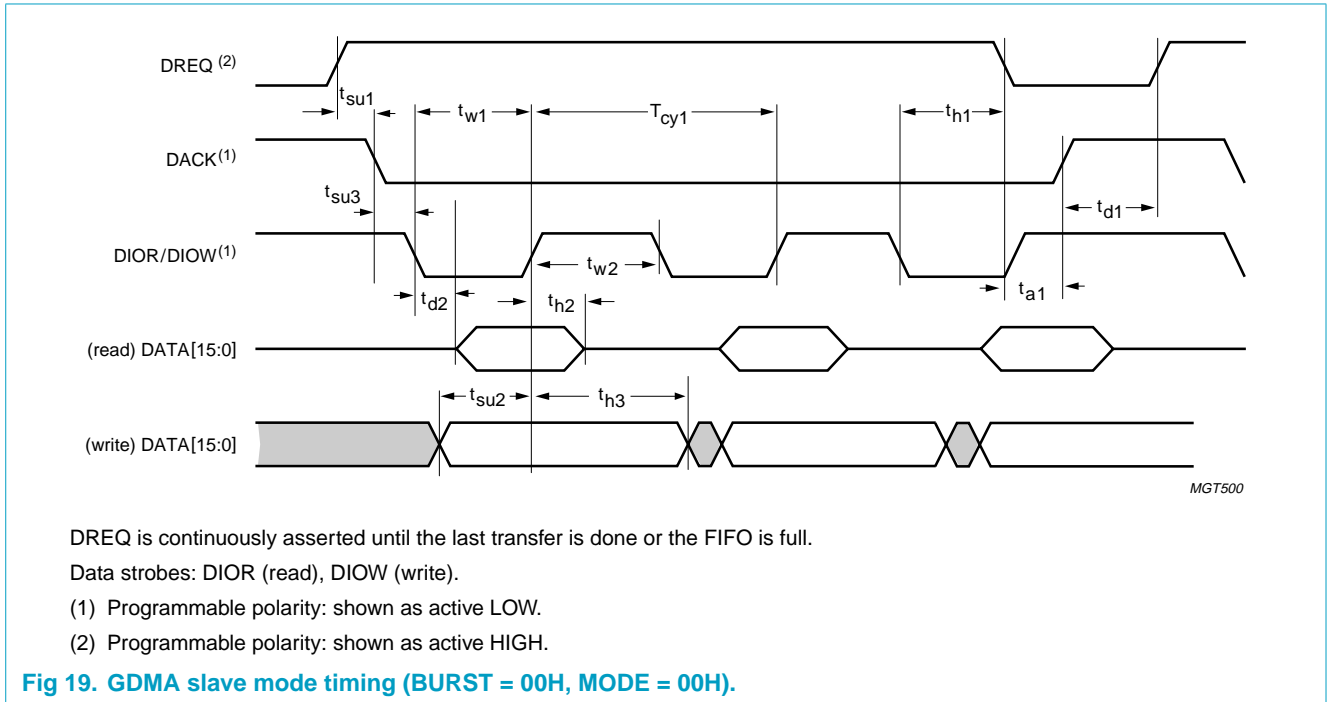 DREQ (2)
tsu1
tw1
Tcy1
th1
DACK(1)
tsu3
td1
DIOR/DIOW(1)
tw2
td2
th2
ta1
(read) DATA[15:0]
tsu2
th3
(write) DATA[15:0]
MGT500
DREQ is continuously asserted until the last transfer is done or the FIFO is full.
Data strobes: DIOR (read), DIOW (write).
(1) Programmable polarity: shown as active LOW.
(2) Programmable polarity: shown as active HIGH.
Fig 19. GDMA slave mode timing (BURST = 00H, MODE = 00H).